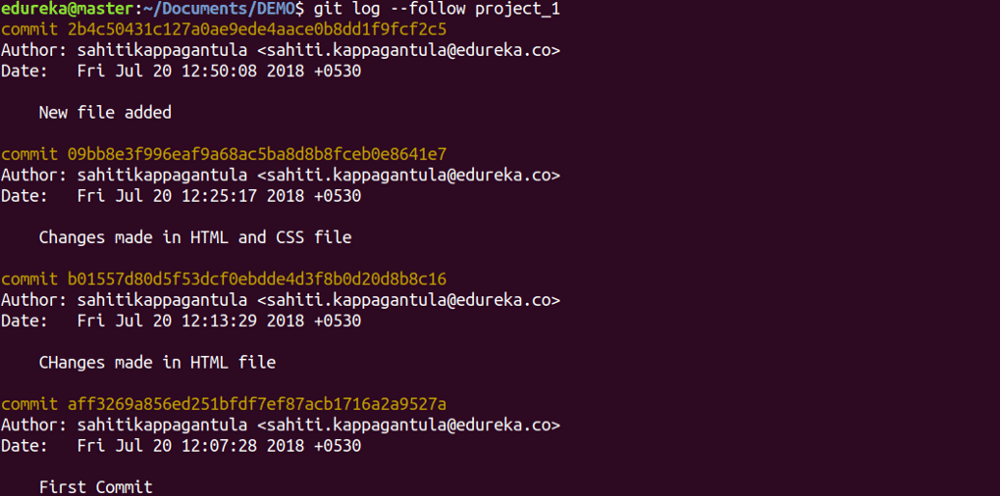 edureka@master:~/Documents/DEMO$ git log --follow project_1
commit 2b4c50431c127a0ae9ede4aace0b8dd1f9fcf2c5
Author: sahitikappagantula <sahiti.kappagantula@edureka.co>
Date:   Fri Jul 20 12:50:08 2018 +0530
New file added
commit 09bb8e3f996eaf9a68ac5ba8d8b8fceb0e8641e7
Author: sahitikappagantula <sahiti.kappagantula@edureka.co>
Date:   Fri Jul 20 12:25:17 2018 +0530
Changes made in HTML and CSS file
commit b01557d80d5f53dcf0ebdde4d3f8b0d20d8b8c16
Author: sahitikappagantula <sahiti.kappagantula@edureka.co>
Date:   Fri Jul 20 12:13:29 2018 +0530
CHanges made in HTML file
commit aff3269a856ed251bfdf7ef87acb1716a2a9527a
Author: sahitikappagantula <sahiti.kappagantula@edureka.co>
Date:   Fri Jul 20 12:07:28 2018 +0530
First Commit